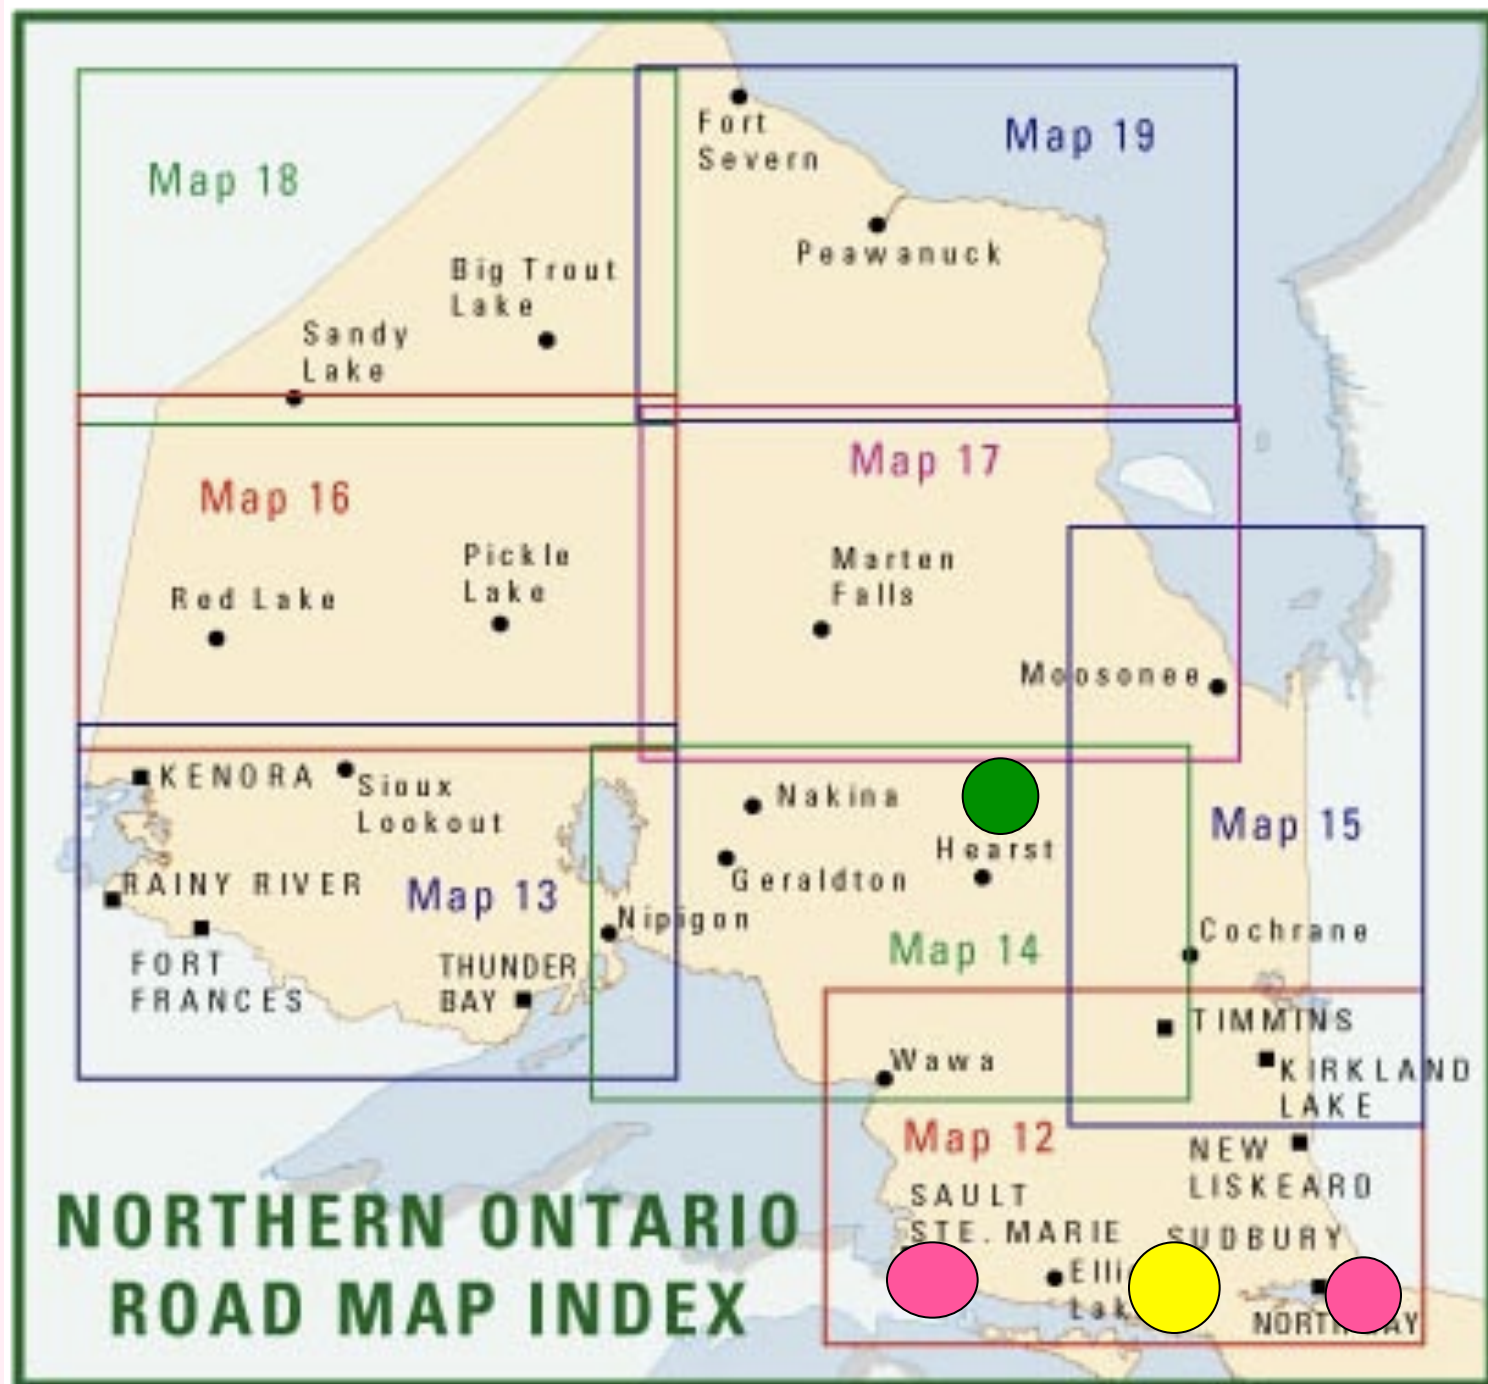 Map 18
Map 19
Fort
Severn
Peawanuck
Big Trout
Lake
Sandy
Lake
Map 16
Map 17
Pickle
Lake
Red Lake
Marten
Falls
Moosonee
KENORA
Sioux
Lookout
Nakina
Hearst
Map 15
RAINY RIVER
Map 13
Geraldton
Nipigon
Map 14
Cochrane
FORT
FRANCES
THUNDER
BAY
TIMMINS
KIRKLAND
LAKE
Wawa
Map 12
NEW
LISKEARD
SAULT
STE. MARIE
SUDBURY
NORTHERN ONTARIO
ROAD MAP INDEX